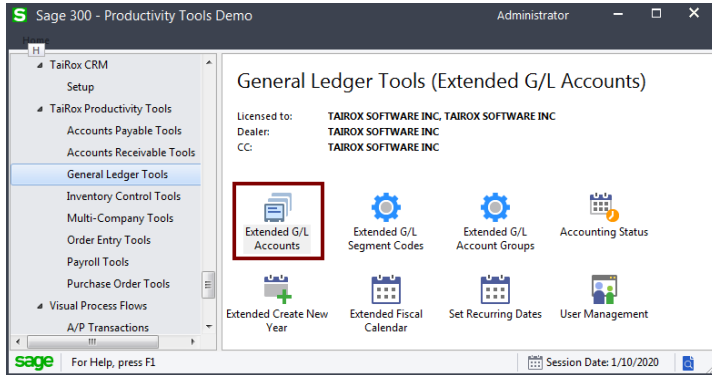 S Sage 300 - Productivity Tools Demo
Administrator
Home
H
TaiRox CRM
Setup
TaiRox Productivity Tools
Accounts Payable Tools
Accounts Receivable Tools
General Ledger Tools
Inventory Control Tools
Multi-Company Tools
Order Entry Tools
Payroll Tools
Purchase Order Tools
Visual Process Flows
A/P Transactions
General Ledger Tools (Extended G/L Accounts)
Licensed to: TAIROX SOFTWARE INC, TAIROX SOFTWARE INC
Dealer: TAIROX SOFTWARE INC
CC: TAIROX SOFTWARE INC
Extended G/L
Accounts
Extended G/L
Segment Codes
Extended G/L
Account Groups
Accounting Status
Extended Create New
Year
Extended Fiscal
Calendar
Set Recurring Dates
User Management
sage For Help, press F1
Session Date: 1/10/2020